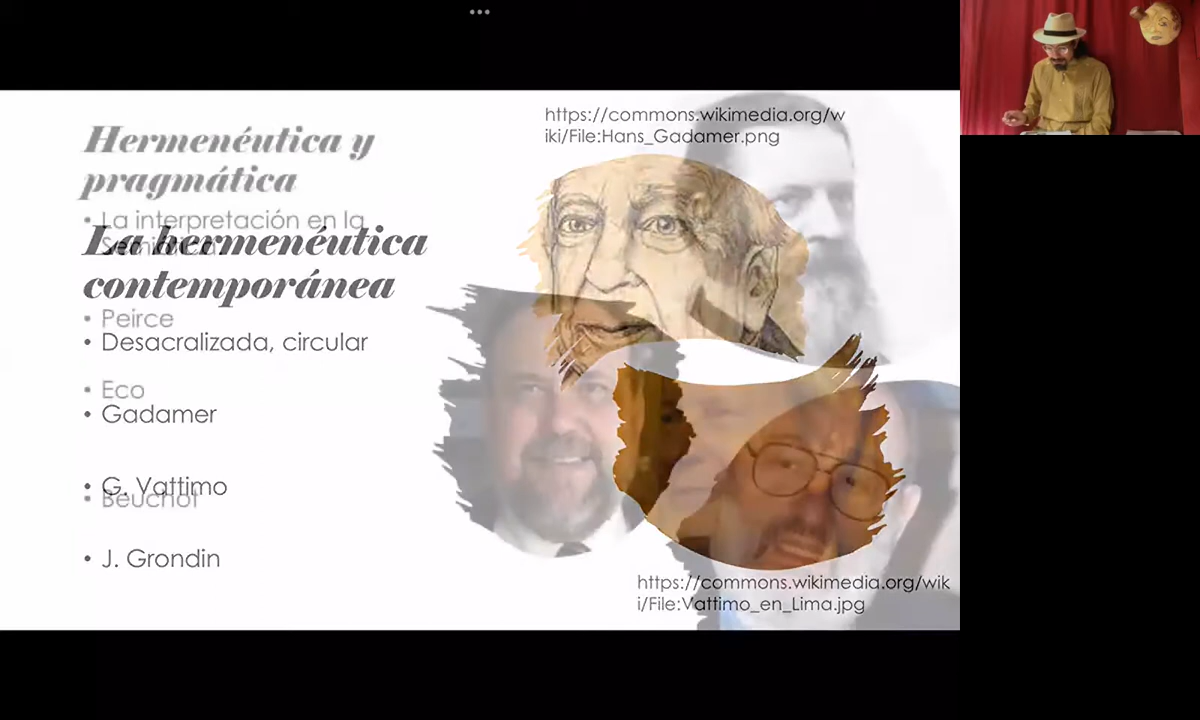 https://commons.wikimedia.org/w
iki/File:Hans_Gadamer.png
Hermenéutica y
pragmática
• La interpretación en la
La hermenéutica
contemporánea
• Peirce
• Desacralizada, circular
• Eco
• Gadamer
• G. Vattimo
• Beuchot
• J. Grondin
https://commons.wikimedia.org/wik
i/File:Vattimo_en_Lima.jpg